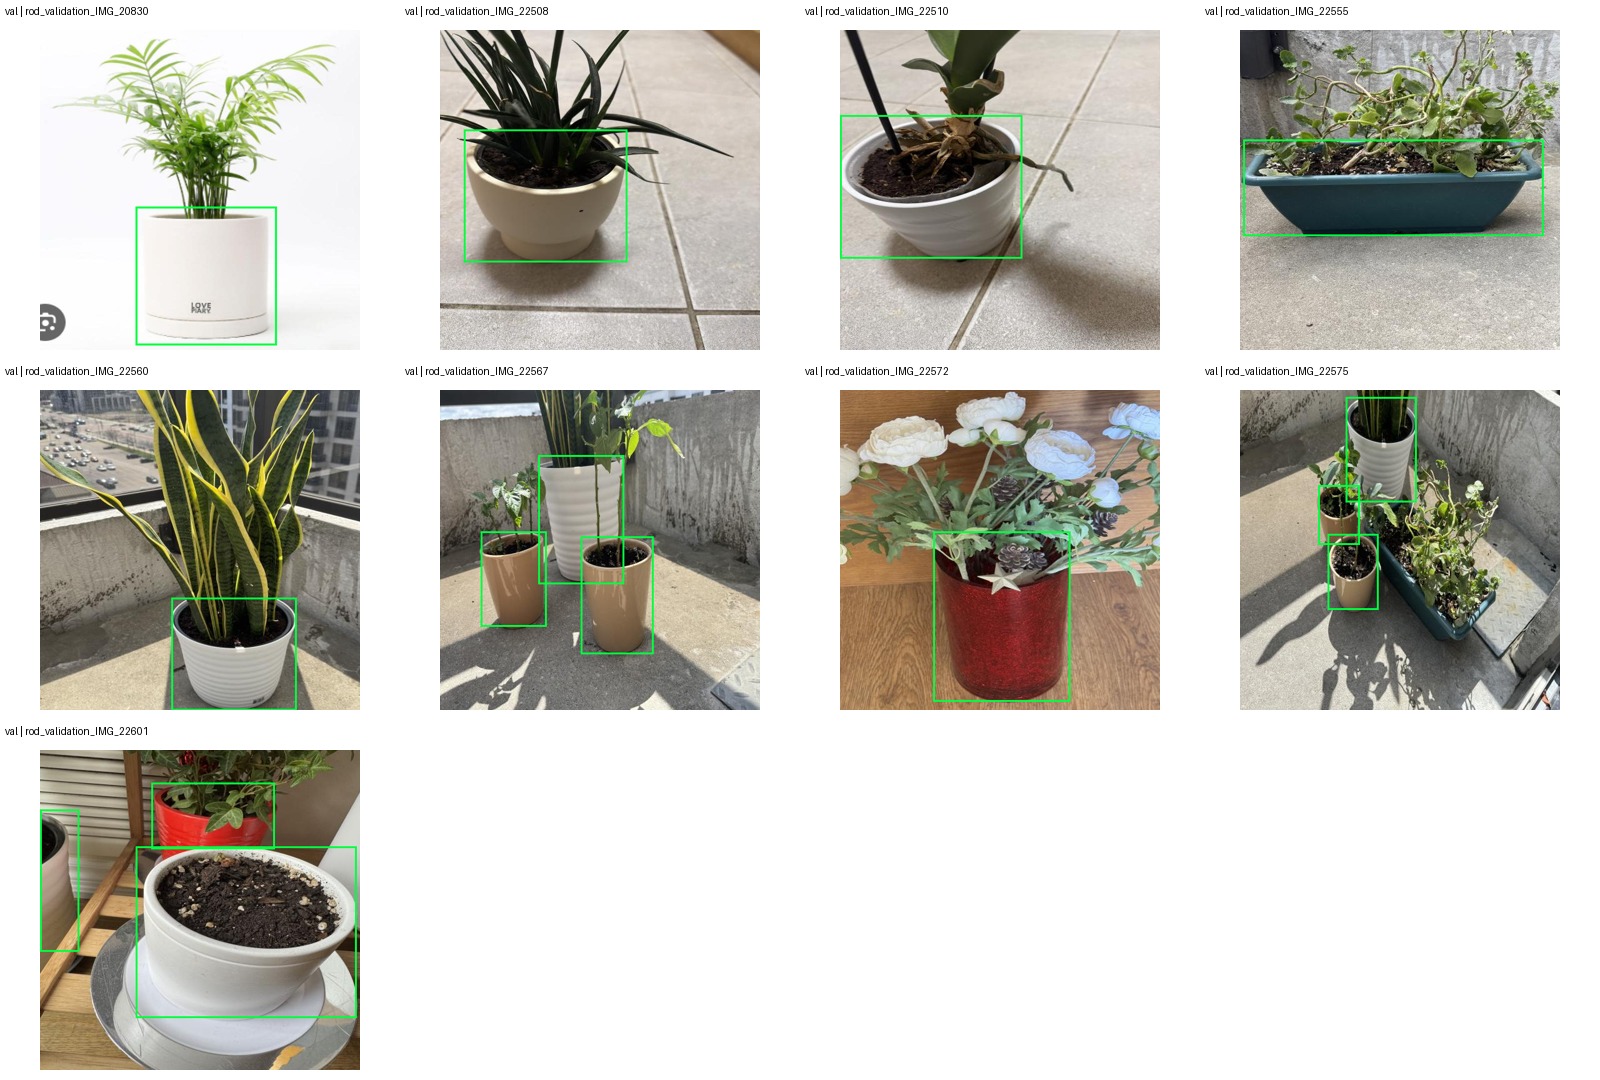 val | rod_validation_IMG_20830
val | rod_validation_IMG_22508
val | rod_validation_IMG_22510
val | rod_validation_IMG_22555
LOVE
MARY.
val | rod_validation_IMG_22560
val | rod_validation_IMG_22567
val | rod_validation_IMG_22572
val | rod_validation_IMG_22575
val | rod_validation_IMG_22601